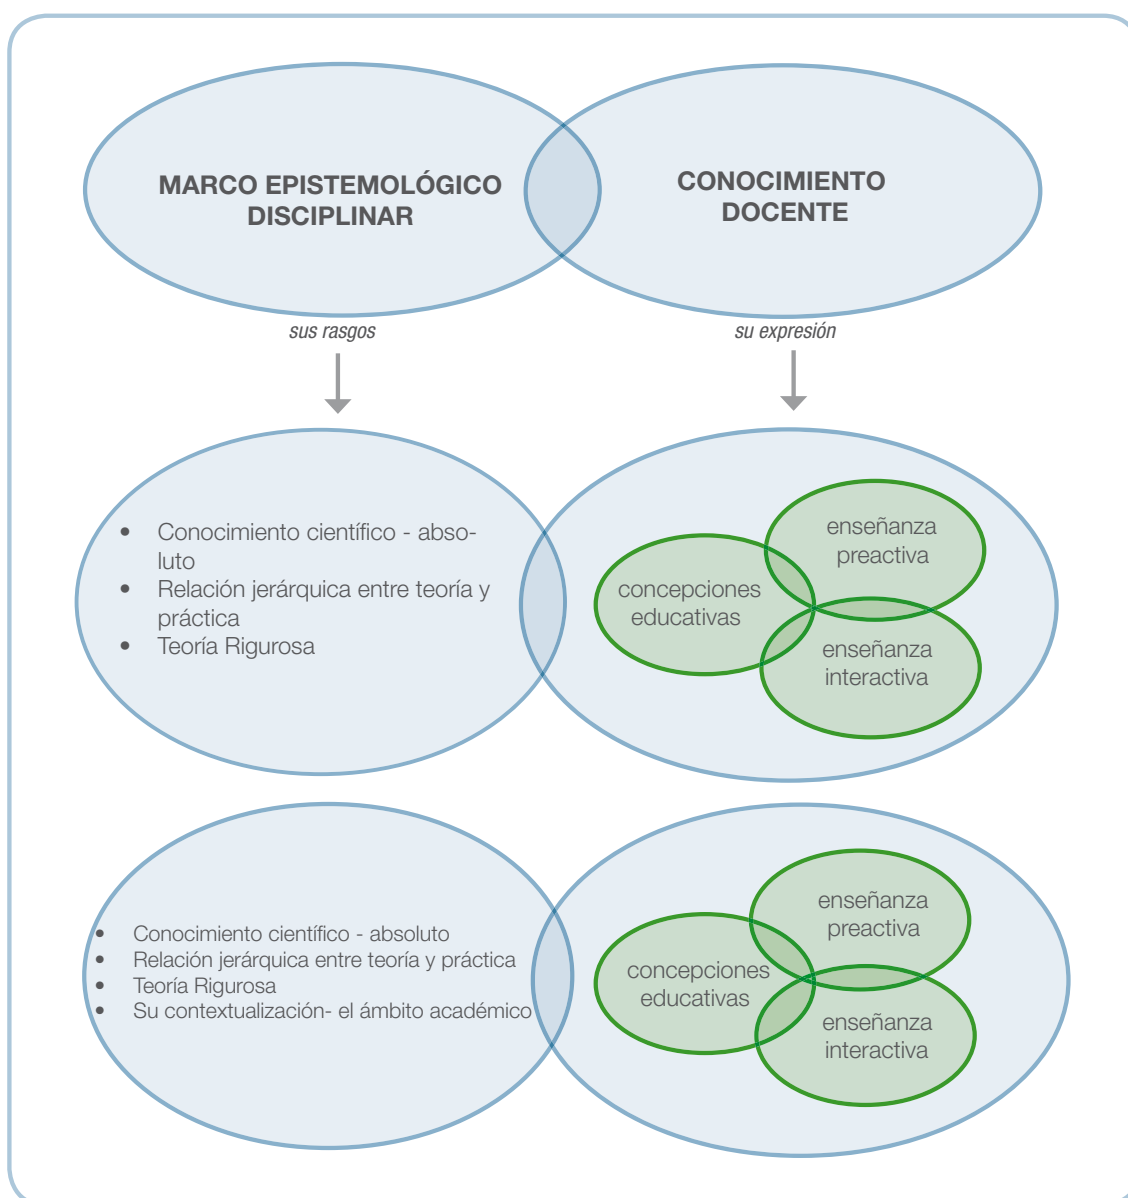 MARCO EPISTEMOLÓGICO
DISCIPLINAR
CONOCIMIENTO
DOCENTE
sus rasgos
su expresión
• Conocimiento científico - abso-
luto
• Relación jerárquica entre teoría y
práctica
• Teoría Rigurosa
concepciones
educativas
enseñanza
preactiva
enseñanza
interactiva
• Conocimiento científico - absoluto
• Relación jerárquica entre teoría y práctica
• Teoría Rigurosa
• Su contextualización- el ámbito académico
concepciones
educativas
enseñanza
preactiva
enseñanza
interactiva